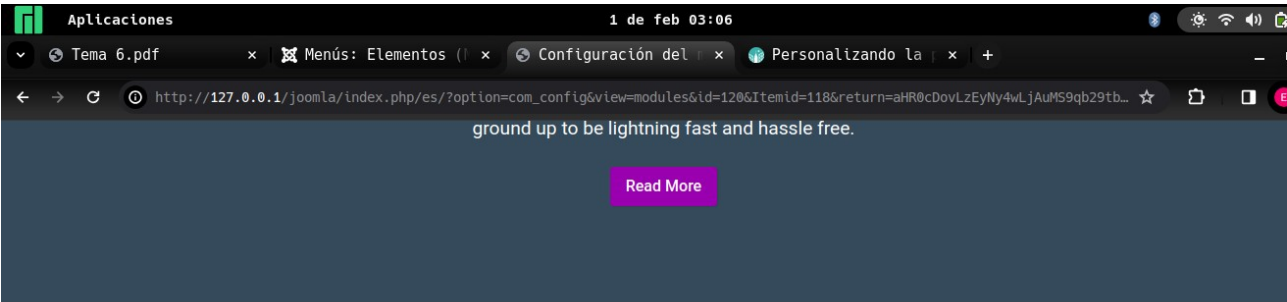 Aplicaciones 1 de feb 03:06
Tema 6.pdf Menús: Elementos ( Configuración del Personalizando la
http://127.0.0.1/joomla/index.php/es/?option=com_config&view=modules&id=120&Itemid=118&return=aHR0cDovLzEyNy4wLjAuMS9qb29tb…
ground up to be lightning fast and hassle free.
Read More